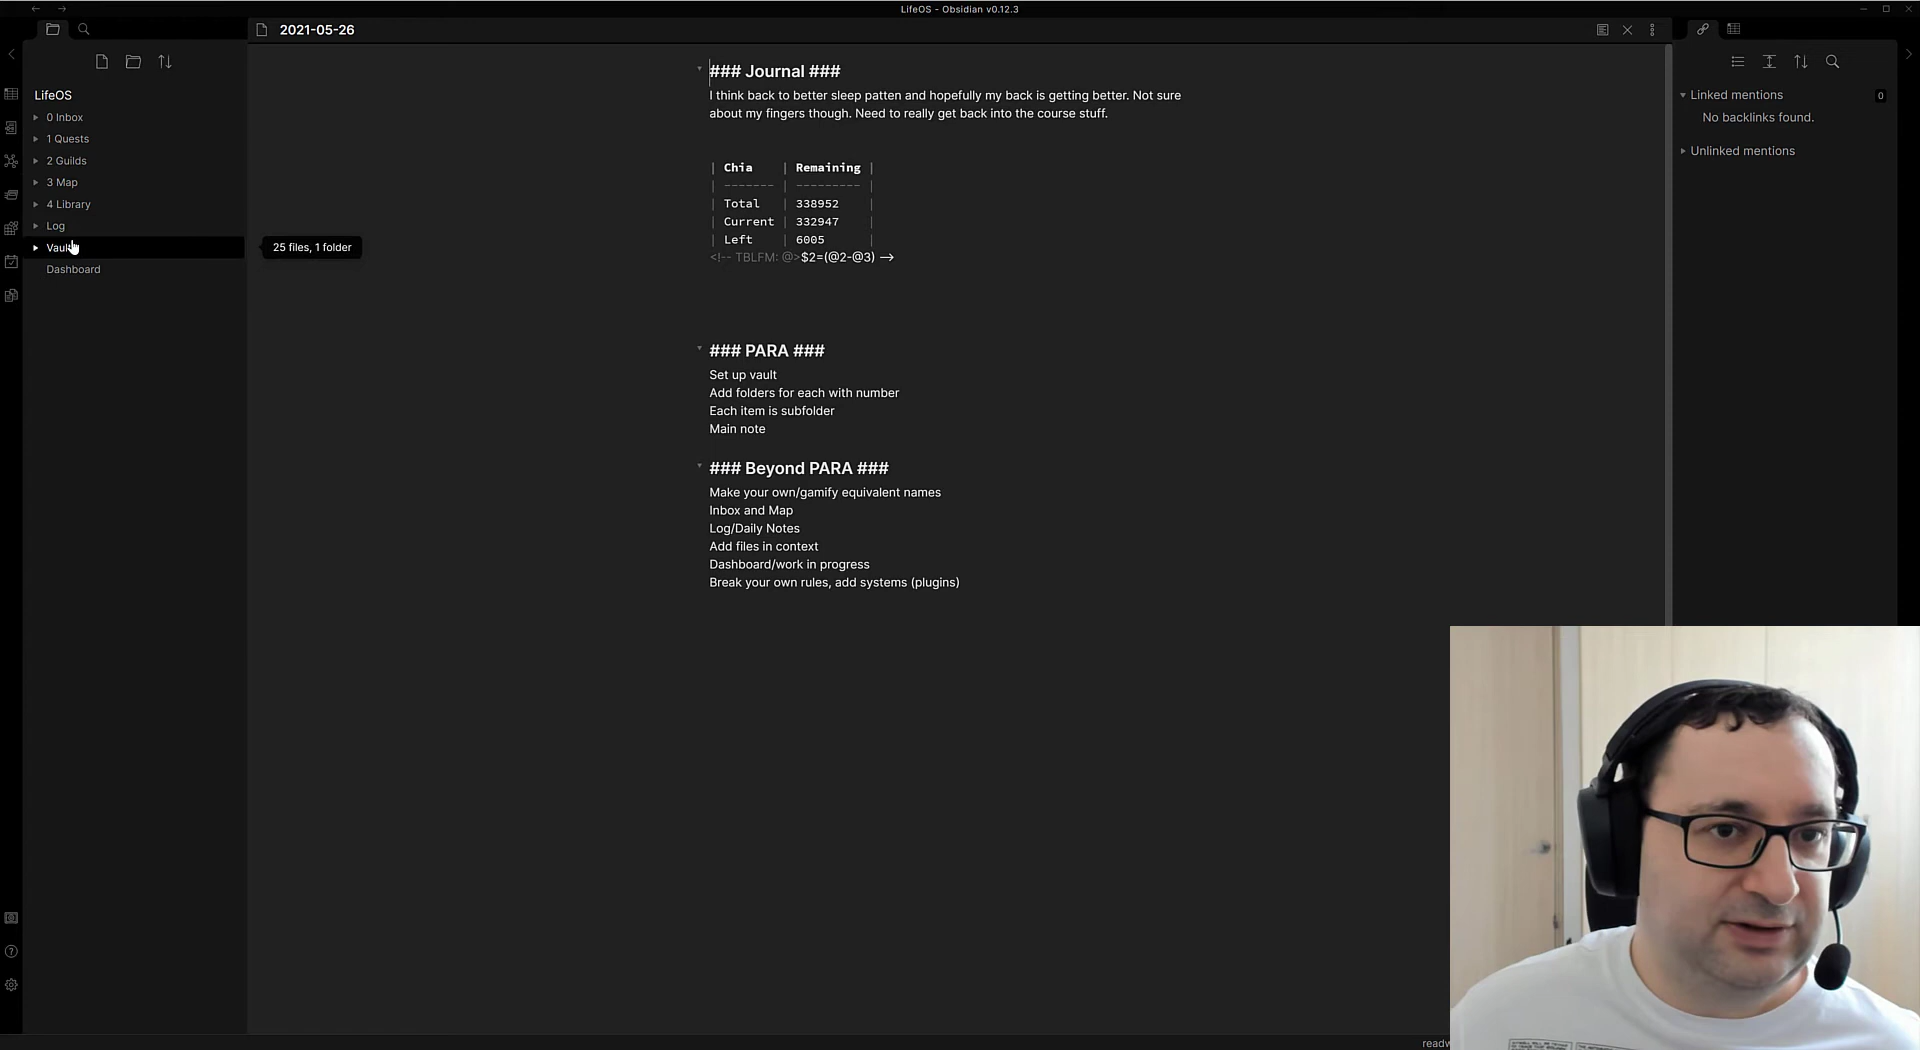 LifeOS - Obsidian v0.12.3
2021-05-26
LifeOS
0 Inbox
1 Quests
2 Guilds
3 Map
4 Library
Log
Vault
Dashboard
25 files, 1 folder
### Journal ###
I think back to better sleep patten and hopefully my back is getting better. Not sure
about my fingers though. Need to really get back into the course stuff.
| Chia | Remaining |
| ------- | --------- |
| Total | 338952 |
| Current | 332947 |
| Left | 6005 |
<!-- TBLFM: @>$2=(@2-@3) -->
### PARA ###
Set up vault
Add folders for each with number
Each item is subfolder
Main note
### Beyond PARA ###
Make your own/gamify equivalent names
Inbox and Map
Log/Daily Notes
Add files in context
Dashboard/work in progress
Break your own rules, add systems (plugins)
Linked mentions 0
No backlinks found.
Unlinked mentions